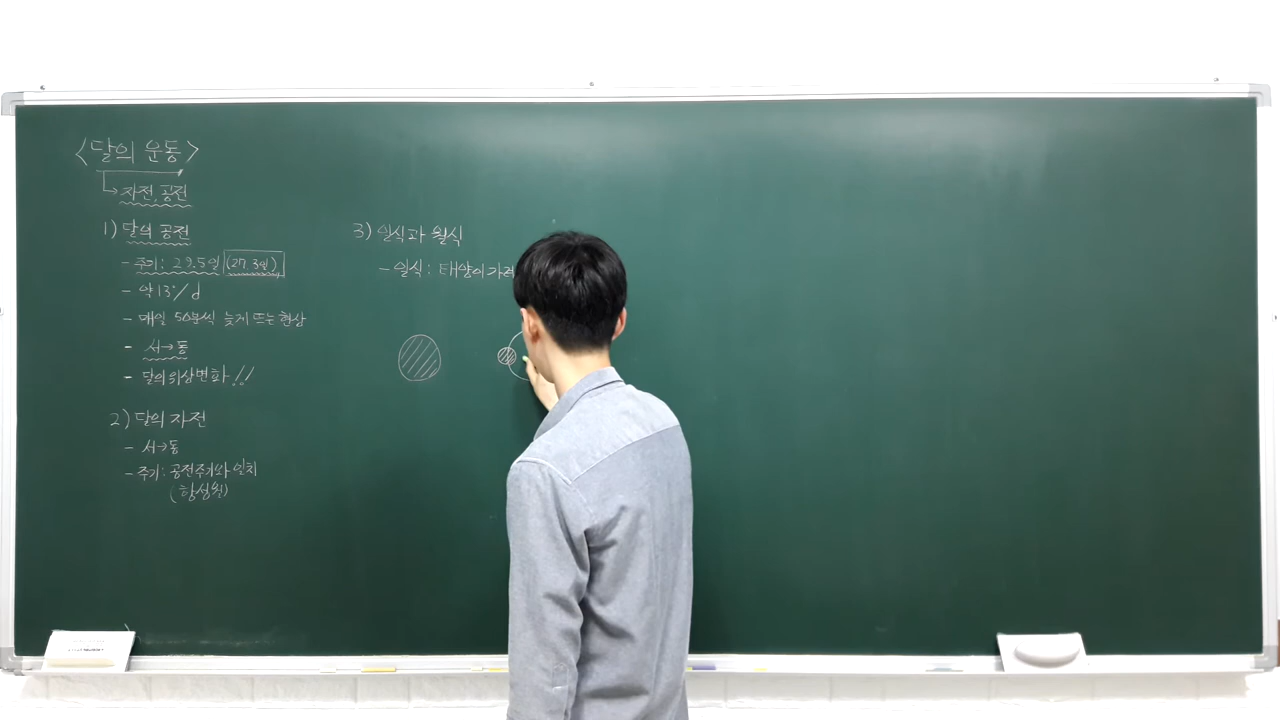 <달의 운동>
자전, 공전
1) 달의 공전
- 주기: 29.5일 (27.3일)
- 약 13°/d
- 매일 50분씩 늦게 뜨는 현상
- 서→동
- 달의 위상변화!!
2) 달의 자전
- 서→동
- 주기: 공전주기와 일치
(항성월)
3) 일식과 월식
- 일식: 태양이 가려